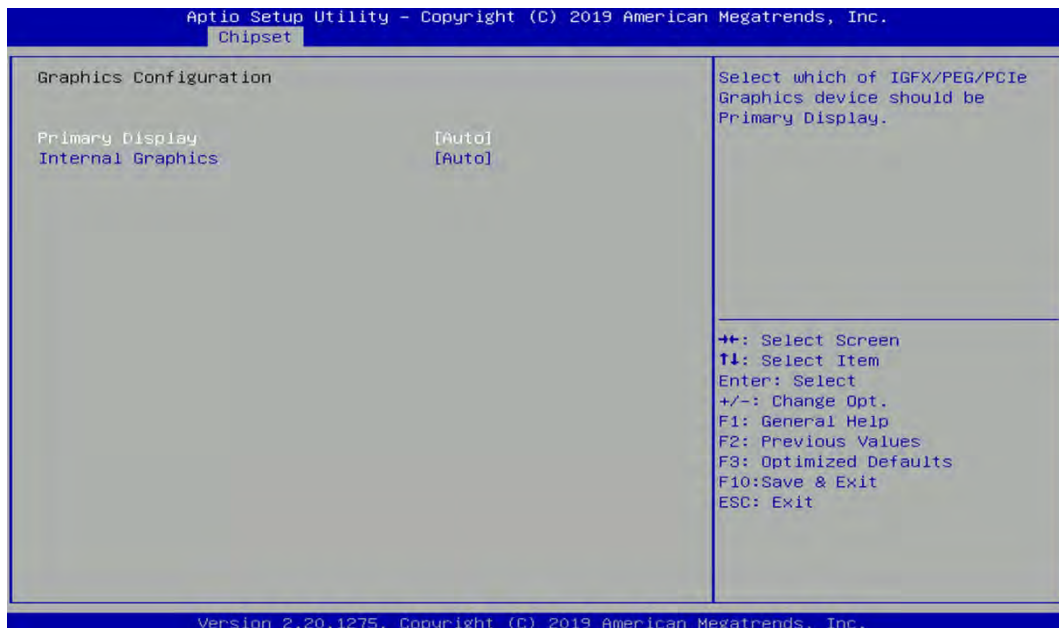 Aptio Setup Utility – Copyright (C) 2019 American Megatrends, Inc.
Chipset
Graphics Configuration
Primary Display [Auto]
Internal Graphics [Auto]
Select which of IGFX/PEG/PCIe
Graphics device should be
Primary Display.
→←: Select Screen
↑↓: Select Item
Enter: Select
+/-: Change Opt.
F1: General Help
F2: Previous Values
F3: Optimized Defaults
F10:Save & Exit
ESC: Exit
Version 2.20.1275. Copyright (C) 2019 American Megatrends, Inc.